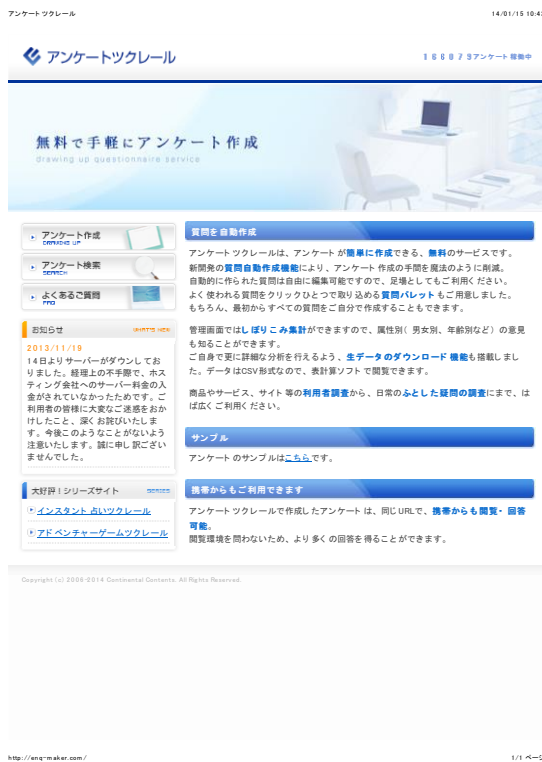 アンケートツクレール
14/01/15 10:4
アンケートツクレール
166079アンケート稼動中
無料で手軽にアンケート作成
drawing up questionnaire service
アンケート作成
DRAWING UP
アンケート検索
SEARCH
よくあるご質問
FAQ
お知らせ
WHAT'S NEW
2013/11/19
14日よりサーバーがダウンしてお
りました。経理上の不手際で、ホス
ティング会社へのサーバー料金の入
金がされていなかったためです。ご
利用者の皆様に大変なご迷惑をおか
けしたこと、深くお詫びいたしま
す。今後このようなことがないよう
注意いたします。誠に申し訳ござい
ませんでした。
大好評！シリーズサイト
SERIES
インスタント占いツクレール
アドベンチャーゲームツクレール
質問を自動作成
アンケートツクレールは、アンケートが簡単に作成できる、無料のサービスです。
新開発の質問自動作成機能により、アンケート作成の手間を魔法のように削減。
自動的に作られた質問は自由に編集可能ですので、足場としてもご利用ください。
よく使われる質問をクリックひとつで取り込める質問パレットもご用意しました。
もちろん、最初からすべての質問をご自分で作成することもできます。
管理画面ではしぼりこみ集計ができますので、属性別（男女別、年齢別など）の意見
も知ることができます。
ご自身で更に詳細な分析を行えるよう、生データのダウンロード機能も搭載しまし
た。データはCSV形式なので、表計算ソフトで閲覧できます。
商品やサービス、サイト等の利用者調査から、日常のふとした疑問の調査にまで、は
ば広くご利用ください。
サンプル
アンケートのサンプルはこちらです。
携帯からもご利用できます
アンケートツクレールで作成したアンケートは、同じURLで、携帯からも閲覧・回答
可能。
閲覧環境を問わないため、より多くの回答を得ることができます。
Copyright (c) 2006-2014 Continental Contents. All Rights Reserved.
http://enq-maker.com/
1/1 ページ